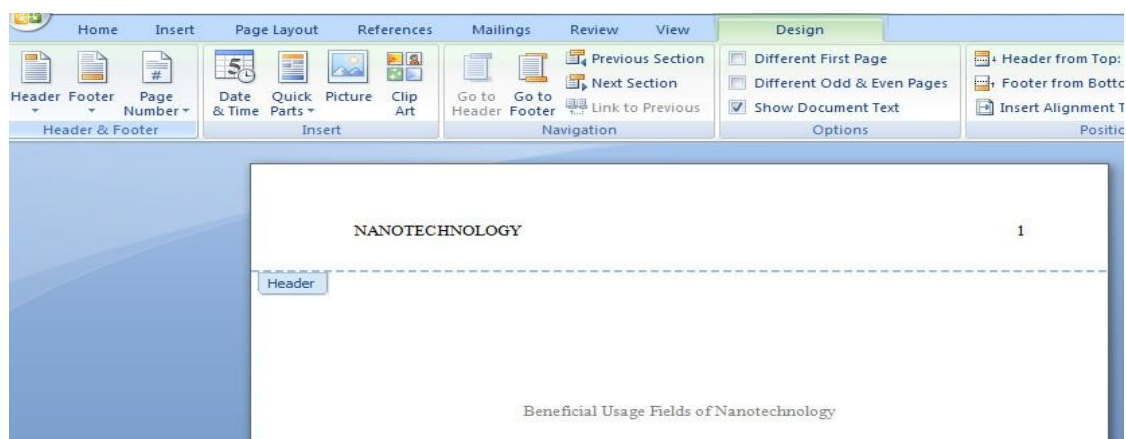 Home Insert Page Layout References Mailings Review View Design
Header Footer Page Number
Header & Footer
5 Date & Time Quick Parts Picture Clip Art
Insert
Go to Header Go to Footer
Previous Section
Next Section
Link to Previous
Navigation
Different First Page
Different Odd & Even Pages
Show Document Text
Options
Header from Top:
Footer from Botto
Insert Alignment T
Positio
NANOTECHNOLOGY 1
Header
Beneficial Usage Fields of Nanotechnology